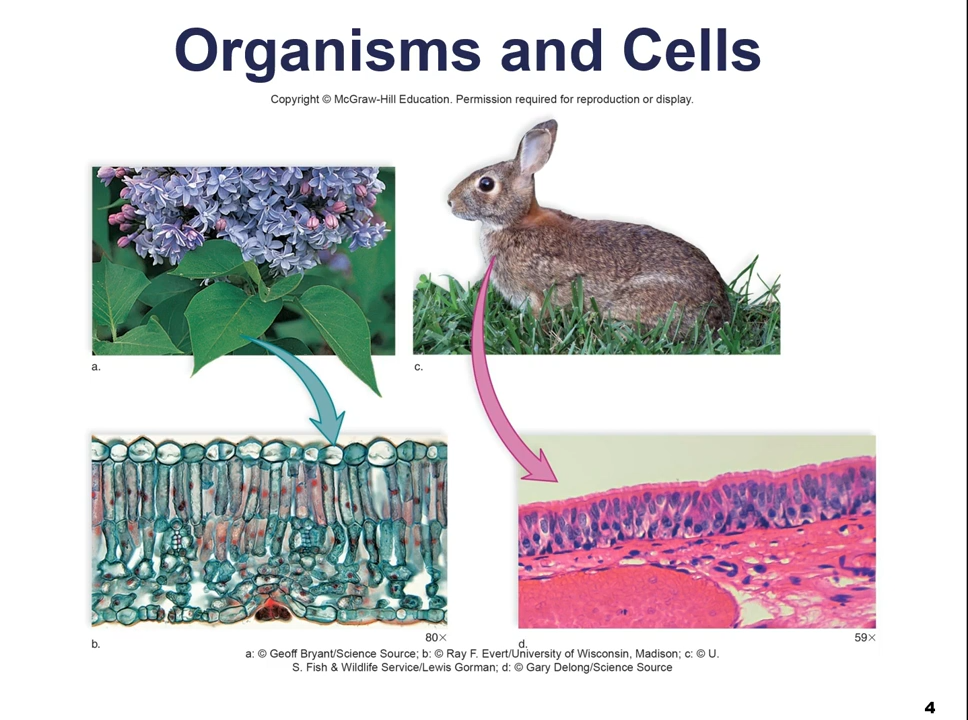 Organisms and Cells
Copyright © McGraw-Hill Education. Permission required for reproduction or display.
a.
c.
80×
59×
b.
d.
a: © Geoff Bryant/Science Source; b: © Ray F. Evert/University of Wisconsin, Madison; c: © U.
S. Fish & Wildlife Service/Lewis Gorman; d: © Gary Delong/Science Source
4